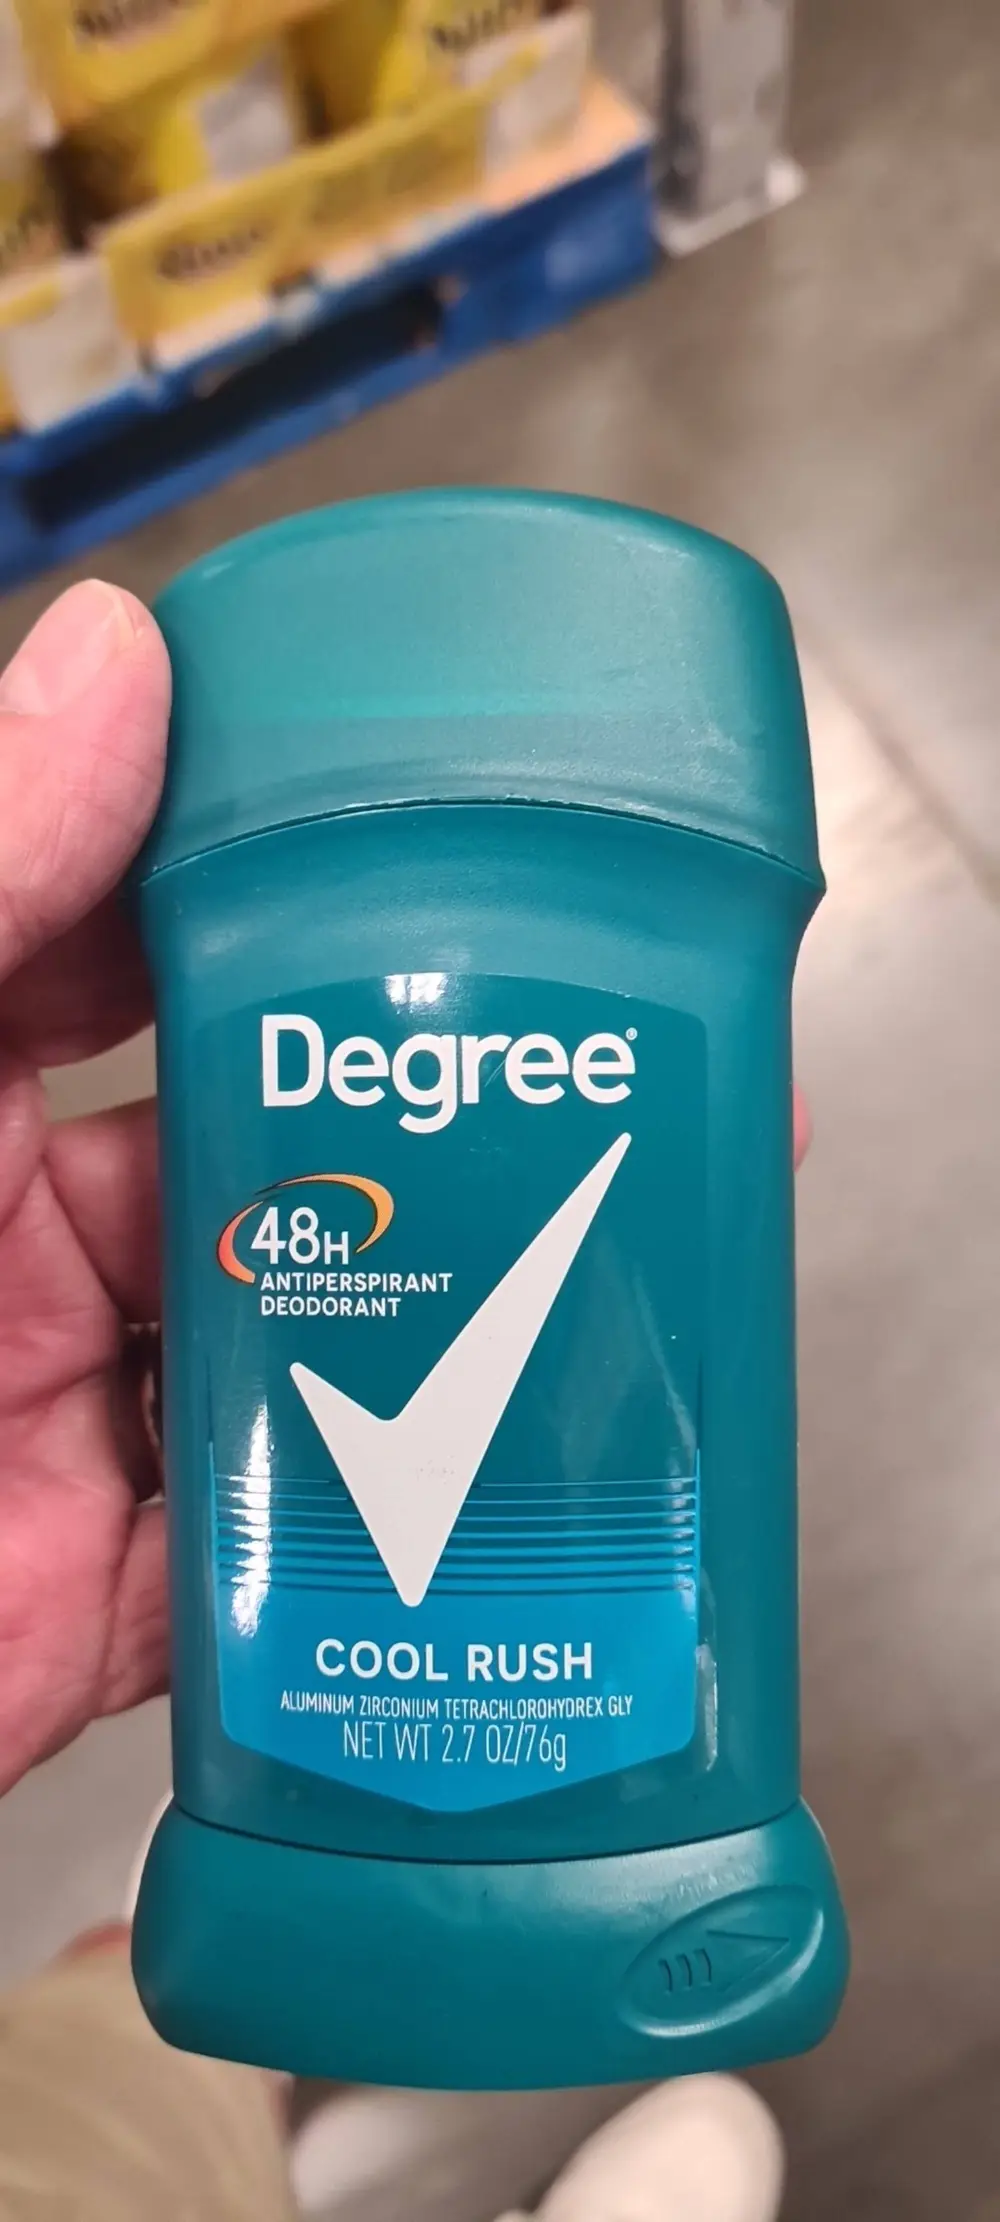 Degree®
48H
ANTIPERSPIRANT
DEODORANT
COOL RUSH
ALUMINUM ZIRCONIUM TETRACHLOROHYDREX GLY
NET WT 2.7 OZ/76g